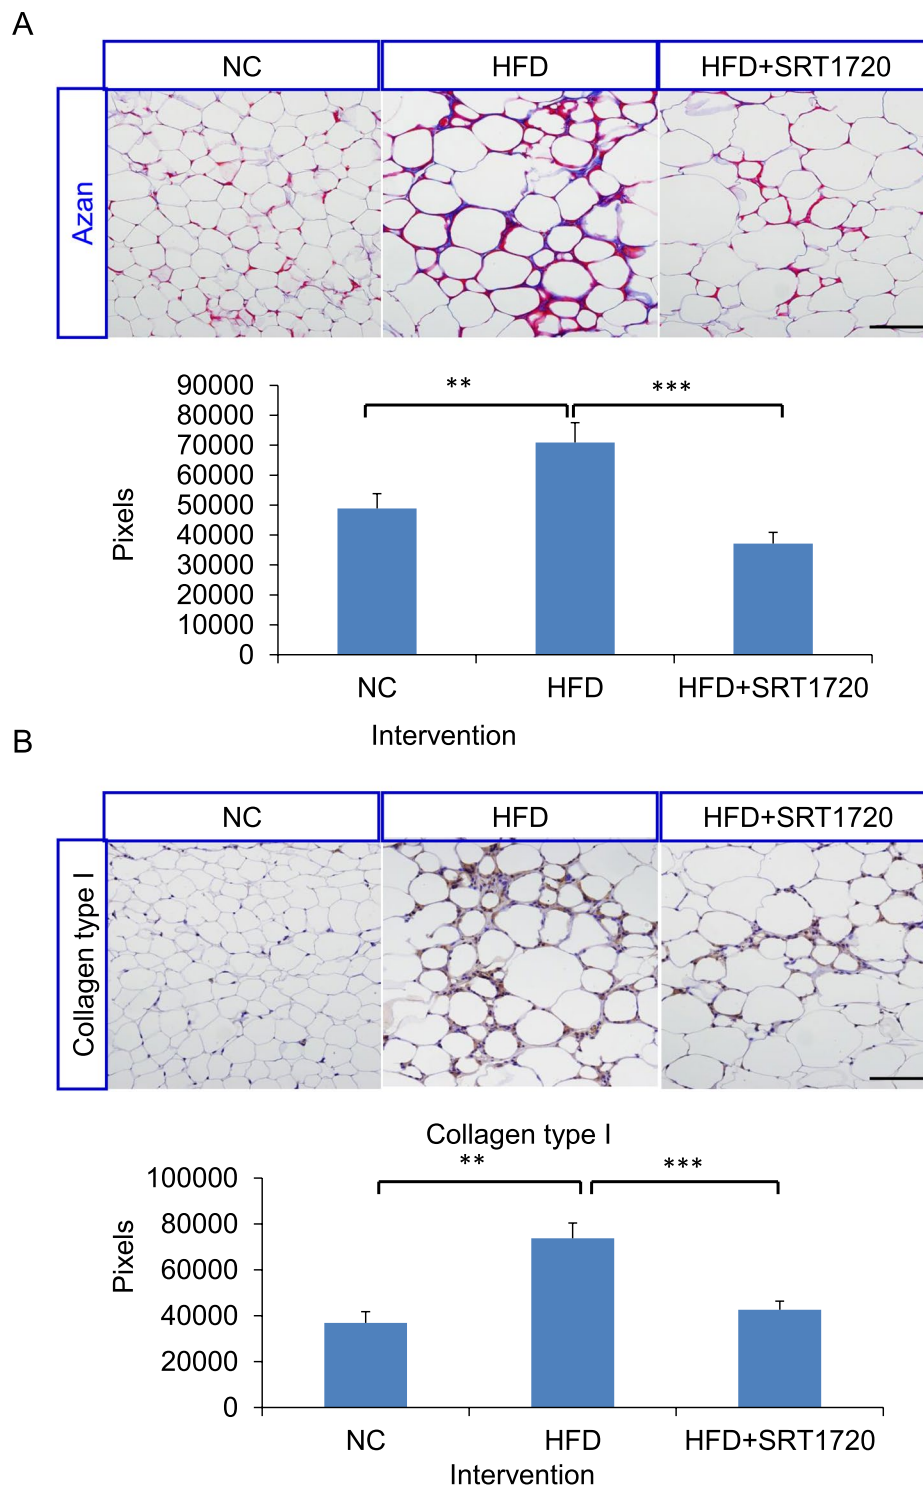 A
NC HFD HFD+SRT1720
Azan
90000
80000
70000
60000
50000
40000
30000
20000
10000
0
Pixels
** ***
NC HFD HFD+SRT1720
Intervention
B
NC HFD HFD+SRT1720
Collagen type I
Collagen type I
** ***
100000
80000
60000
40000
20000
0
Pixels
NC HFD HFD+SRT1720
Intervention